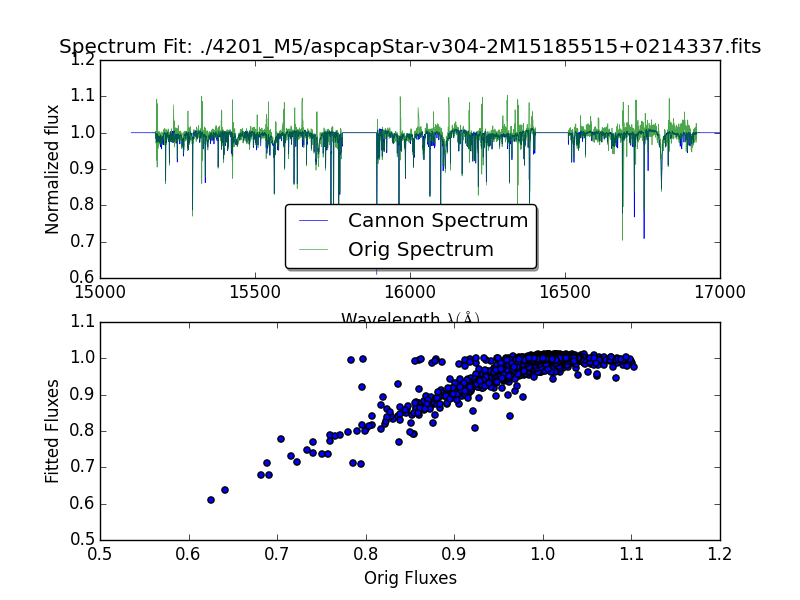 Spectrum Fit: ./4201_M5/aspcapStar-v304-2M15185515+0214337.fits
1.2
1.1
1.0
0.9
0.8
0.7
0.6
Normalized flux
Cannon Spectrum
Orig Spectrum
15000 15500 16000 16500 17000
Wavelength λ(Å)
1.1
1.0
0.9
0.8
0.7
0.6
0.5
Fitted Fluxes
0.5 0.6 0.7 0.8 0.9 1.0 1.1 1.2
Orig Fluxes